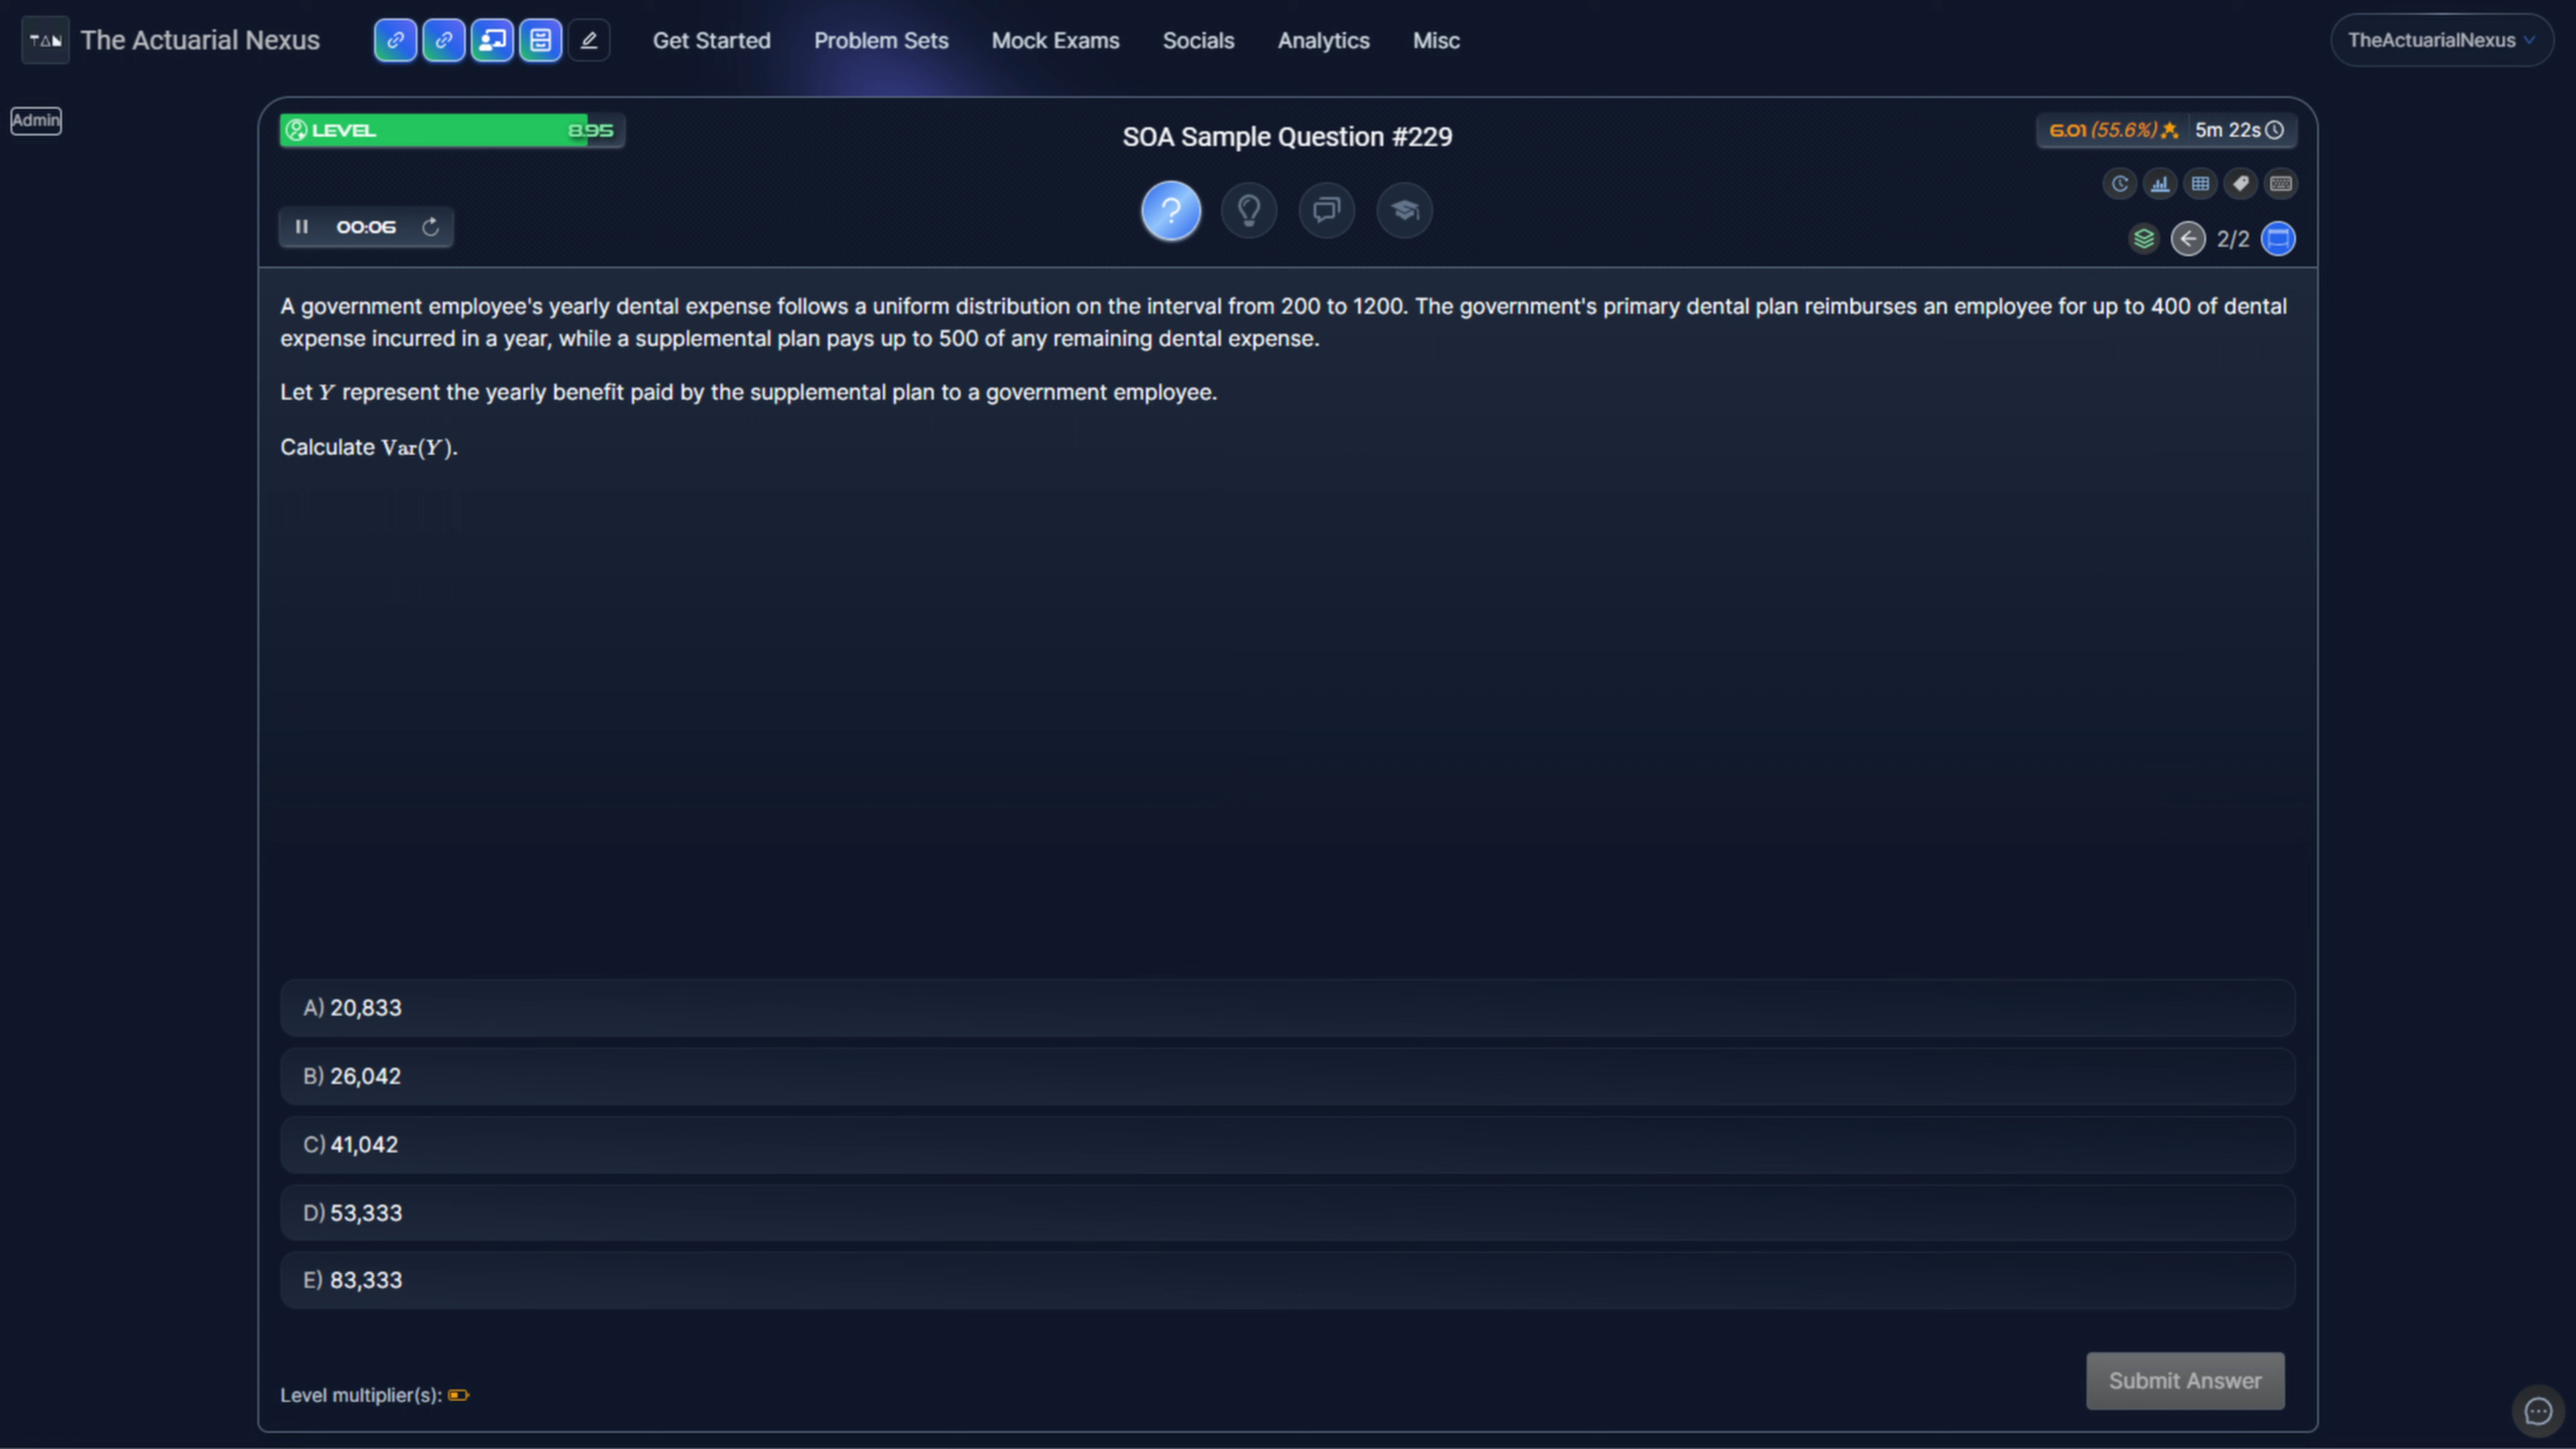 TAN The Actuarial Nexus Get Started Problem Sets Mock Exams Socials Analytics Misc TheActuarialNexus
Admin
LEVEL 8.95 SOA Sample Question #229 6.01 (55.6%) 5m 22s
00:06 ? 2/2
A government employee's yearly dental expense follows a uniform distribution on the interval from 200 to 1200. The government's primary dental plan reimburses an employee for up to 400 of dental
expense incurred in a year, while a supplemental plan pays up to 500 of any remaining dental expense.
Let Y represent the yearly benefit paid by the supplemental plan to a government employee.
Calculate Var(Y).
A) 20,833
B) 26,042
C) 41,042
D) 53,333
E) 83,333
Submit Answer
Level multiplier(s):